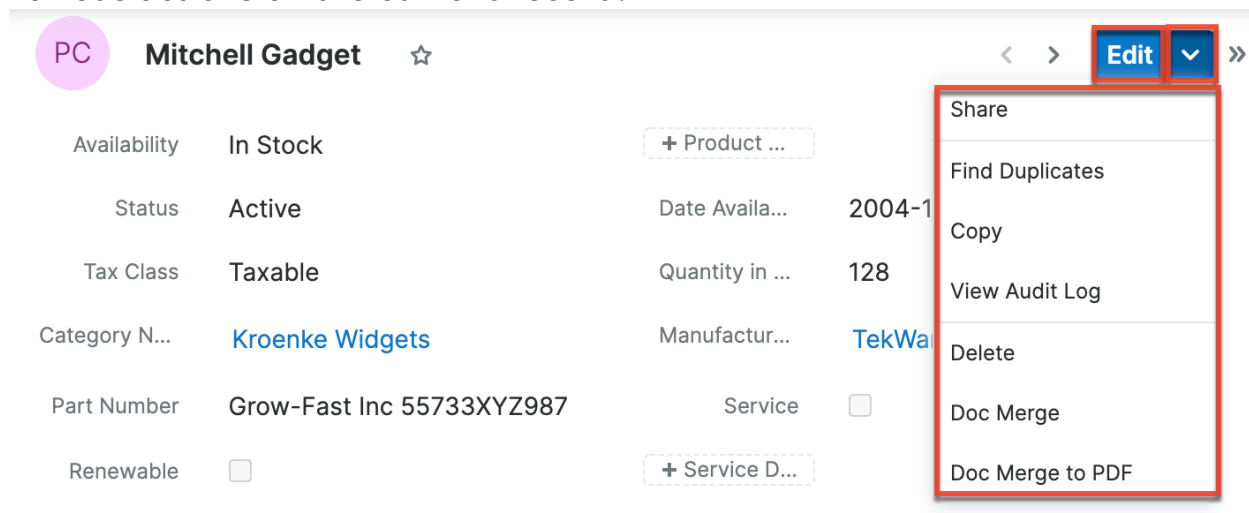 PC Mitchell Gadget Edit
Share
Availability In Stock + Product ...
Find Duplicates
Status Active Date Availa... 2004-1
Copy
Tax Class Taxable Quantity in ... 128
View Audit Log
Category N... Kroenke Widgets Manufactur... TekWa
Delete
Part Number Grow-Fast Inc 55733XYZ987 Service
Doc Merge
Renewable + Service D...
Doc Merge to PDF